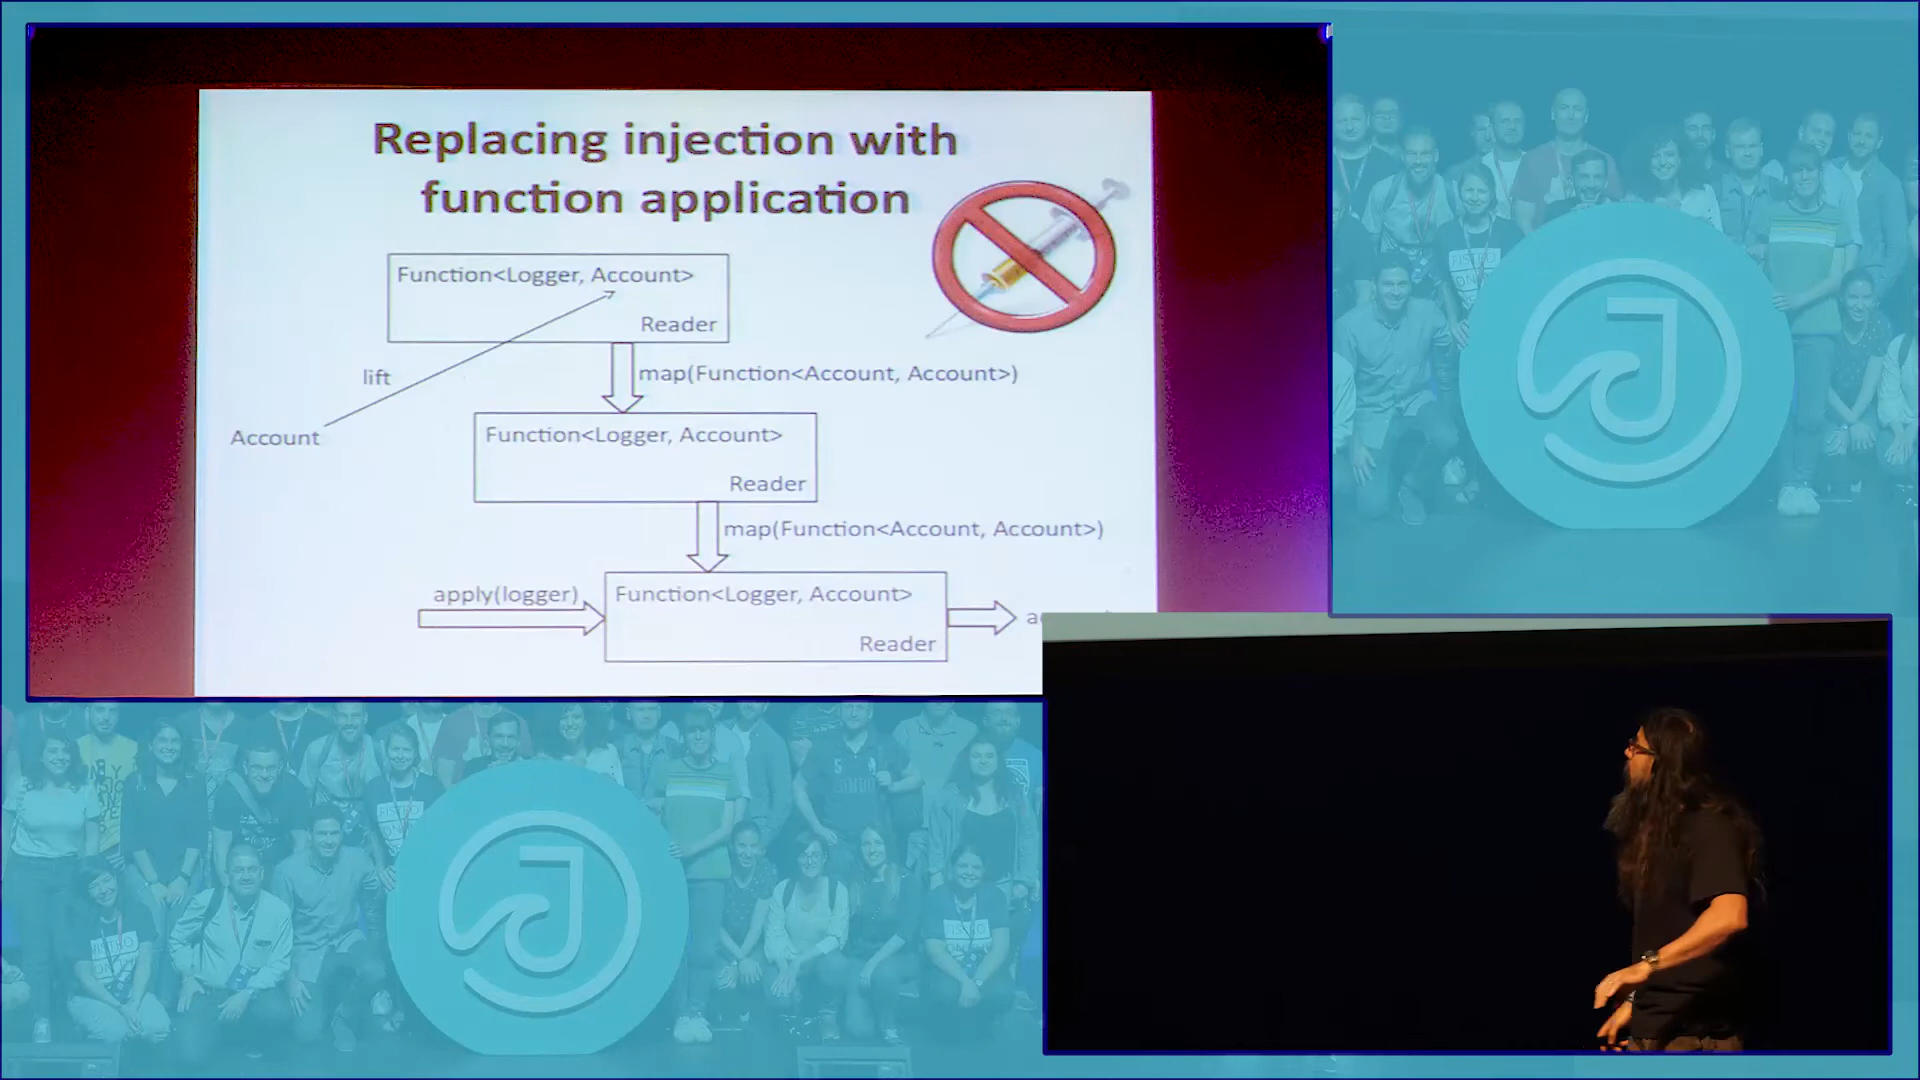 Replacing injection with
function application
Function<Logger, Account>
Reader
lift
map(Function<Account, Account>)
Account
Function<Logger, Account>
Reader
map(Function<Account, Account>)
apply(logger)
Function<Logger, Account>
Reader